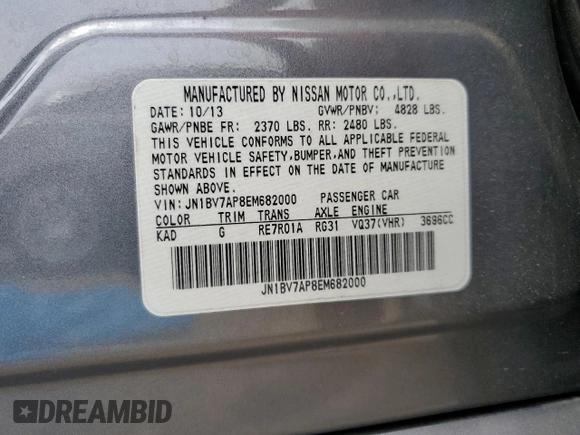 MANUFACTURED BY NISSAN MOTOR CO.,LTD.
DATE: 10/13 GVWR/PNBV: 4828 LBS.
GAWR/PNBE FR: 2370 LBS. RR: 2480 LBS.
THIS VEHICLE CONFORMS TO ALL APPLICABLE FEDERAL
MOTOR VEHICLE SAFETY,BUMPER,AND THEFT PREVENTION
STANDARDS IN EFFECT ON THE DATE OF MANUFACTURE
SHOWN ABOVE.
VIN: JN1BV7AP8EM682000 PASSENGER CAR
COLOR TRIM TRANS AXLE ENGINE
KAD G RE7R01A RG31 VQ37(VHR) 3696CC
JN1BV7AP8EM682000
DREAMBID